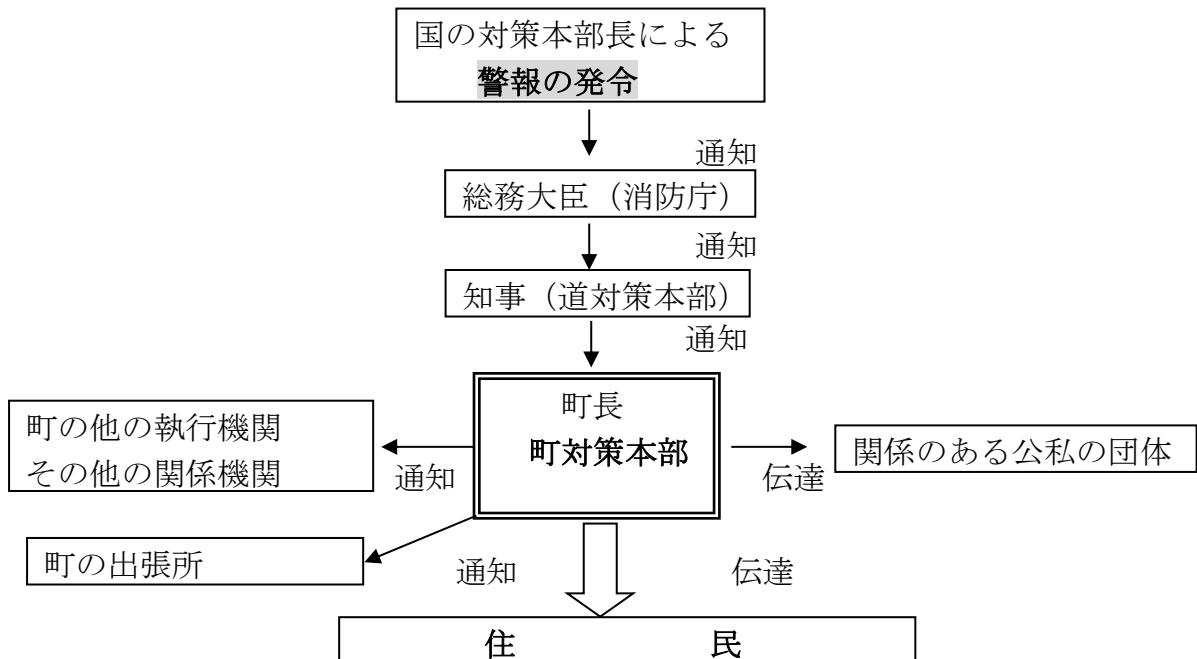 国の対策本部長による
警報の発令
通知
総務大臣（消防庁）
通知
知事（道対策本部）
通知
町長
町対策本部
町の他の執行機関
その他の関係機関
通知
伝達
関係のある公私の団体
町の出張所
通知
伝達
住民